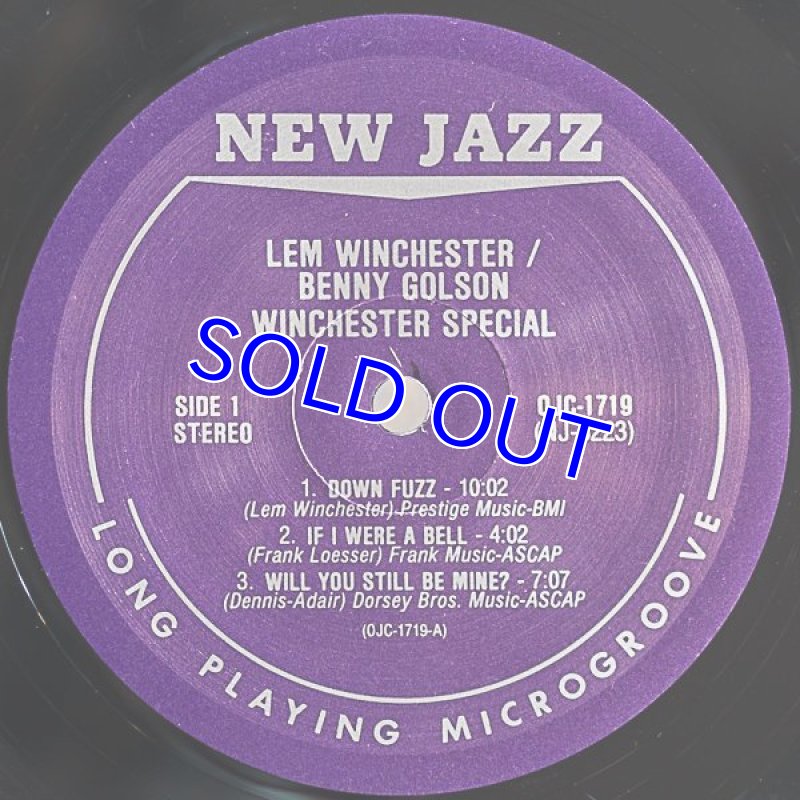 NEW JAZZ
LEM WINCHESTER /
BENNY GOLSON
WINCHESTER SPECIAL
SOLD OUT
SIDE 1
STEREO
OJC-1719
1. DOWN FUZZ - 10:02
(Lem Winchester) Prestige Music-BMI
2. IF I WERE A BELL - 4:02
(Frank Loesser) Frank Music-ASCAP
3. WILL YOU STILL BE MINE? - 7:07
(Dennis-Adair) Dorsey Bros. Music-ASCAP
(OJC-1719-A)
LONG PLAYING MICROGROOVE